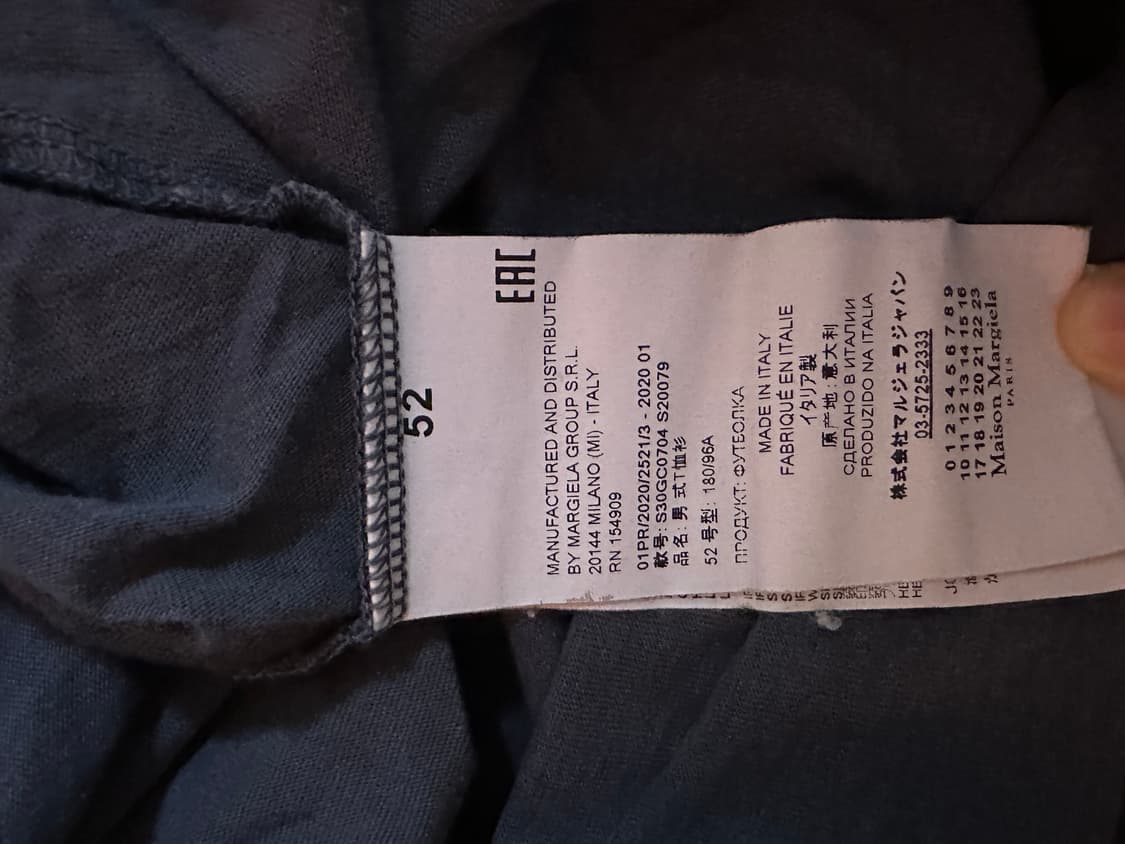 52
EAC
MANUFACTURED AND DISTRIBUTED
BY MARGIELA GROUP S.R.L.
20144 MILANO (MI) - ITALY
RN 154909
01PR/2020/2521/3 - 2020 01
款号: S30GC0704 S20079
品名: 男 式T恤衫
52 号型: 180/96A
ПРОДУКТ: ФУТБОЛКА
MADE IN ITALY
FABRIQUÉ EN ITALIE
イタリア製
原产地: 意大利
СДЕЛАНО В ИТАЛИИ
PRODUZIDO NA ITALIA
株式会社マルジェラジャパン
03-5725-2333
0 1 2 3 4 5 6 7 8 9
10 11 12 13 14 15 16
17 18 19 20 21 22 23
Maison Margiela
PARIS